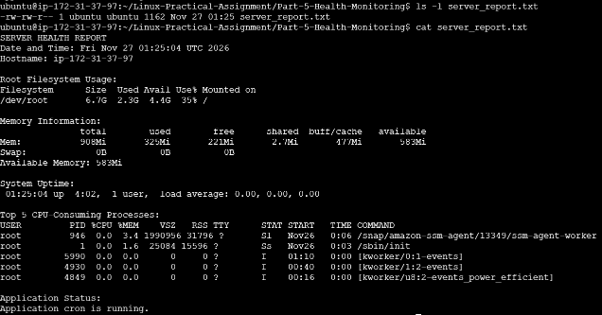 ubuntu@ip-172-31-37-97:~/Linux-Practical-Assignment/Part-5-Health-Monitoring$ ls -l server_report.txt
-rw-rw-r-- 1 ubuntu ubuntu 1162 Nov 27 01:25 server_report.txt
ubuntu@ip-172-31-37-97:~/Linux-Practical-Assignment/Part-5-Health-Monitoring$ cat server_report.txt
SERVER HEALTH REPORT
Date and Time: Fri Nov 27 01:25:04 UTC 2026
Hostname: ip-172-31-37-97

Root Filesystem Usage:
Filesystem      Size  Used Avail Use% Mounted on
/dev/root       6.7G  2.3G  4.4G  35% /

Memory Information:
               total        used        free      shared  buff/cache   available
Mem:           908Mi       325Mi       221Mi       2.7Mi       477Mi       583Mi
Swap:             0B          0B          0B
Available Memory: 583Mi

System Uptime:
 01:25:04 up  4:02,  1 user,  load average: 0.00, 0.00, 0.00

Top 5 CPU Consuming Processes:
USER         PID %CPU %MEM    VSZ   RSS TTY      STAT START   TIME COMMAND
root         946  0.0  3.4 1990956 31796 ?       Sl   Nov26   0:06 /snap/amazon-ssm-agent/13349/ssm-agent-worker
root           1  0.0  1.6  25084 15596 ?        Ss   Nov26   0:03 /sbin/init
root        5990  0.0  0.0      0     0 ?        I    01:10   0:00 [kworker/0:1-events]
root        4930  0.0  0.0      0     0 ?        I    00:40   0:00 [kworker/1:2-events]
root        4849  0.0  0.0      0     0 ?        I    00:16   0:00 [kworker/u8:2-events_power_efficient]

Application Status:
Application cron is running.